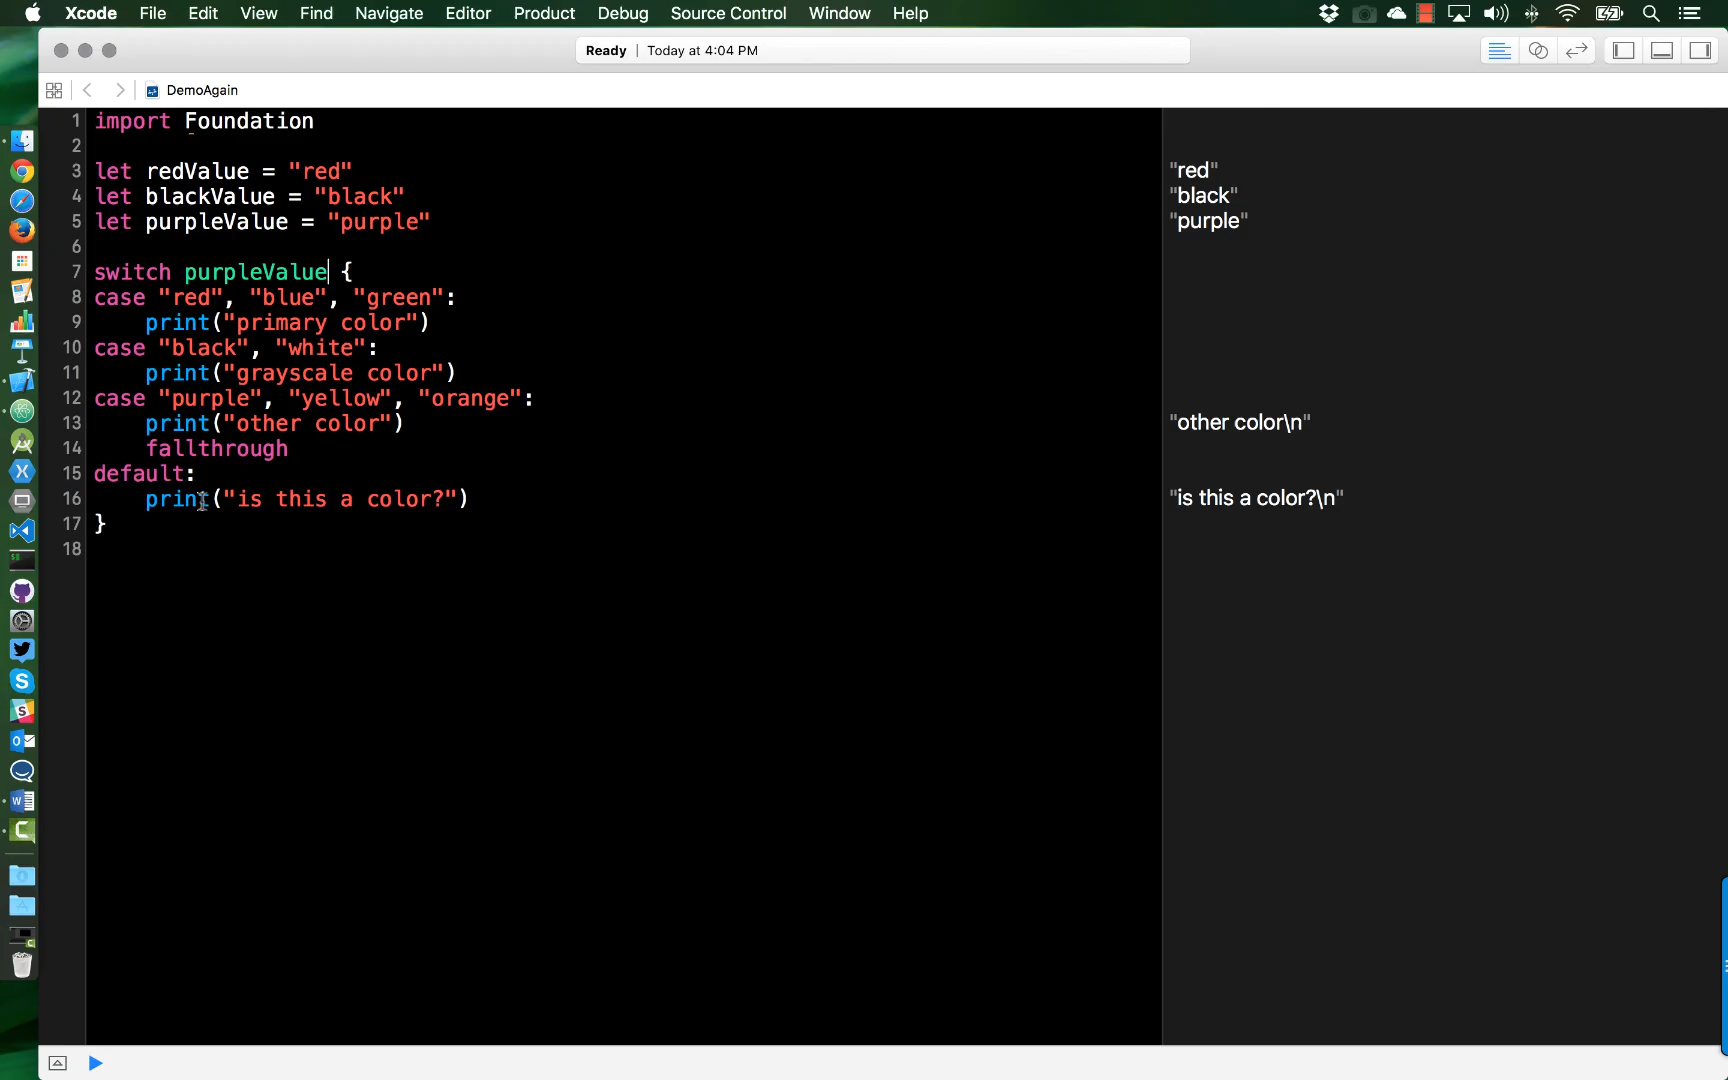 Xcode File Edit View Find Navigate Editor Product Debug Source Control Window Help
Ready | Today at 4:04 PM
DemoAgain
1 import Foundation
2
3 let redValue = "red" "red"
4 let blackValue = "black" "black"
5 let purpleValue = "purple" "purple"
6
7 switch purpleValue {
8 case "red", "blue", "green":
9 print("primary color")
10 case "black", "white":
11 print("grayscale color")
12 case "purple", "yellow", "orange":
13 print("other color") "other color\n"
14 fallthrough
15 default:
16 print("is this a color?") "is this a color?\n"
17 }
18